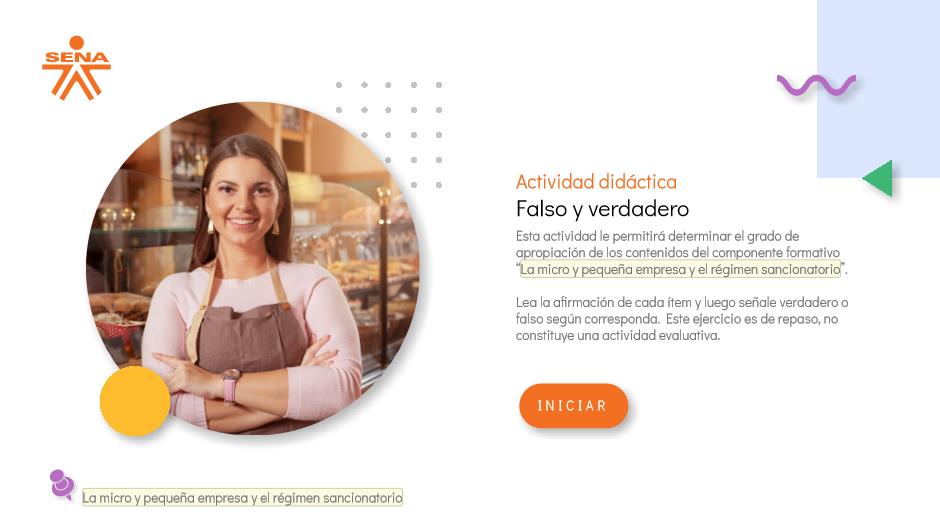 SENA
Actividad didáctica
Falso y verdadero
Esta actividad le permitirá determinar el grado de
apropiación de los contenidos del componente formativo
“La micro y pequeña empresa y el régimen sancionatorio”.
Lea la afirmación de cada ítem y luego señale verdadero o
falso según corresponda. Este ejercicio es de repaso, no
constituye una actividad evaluativa.
INICIAR
La micro y pequeña empresa y el régimen sancionatorio